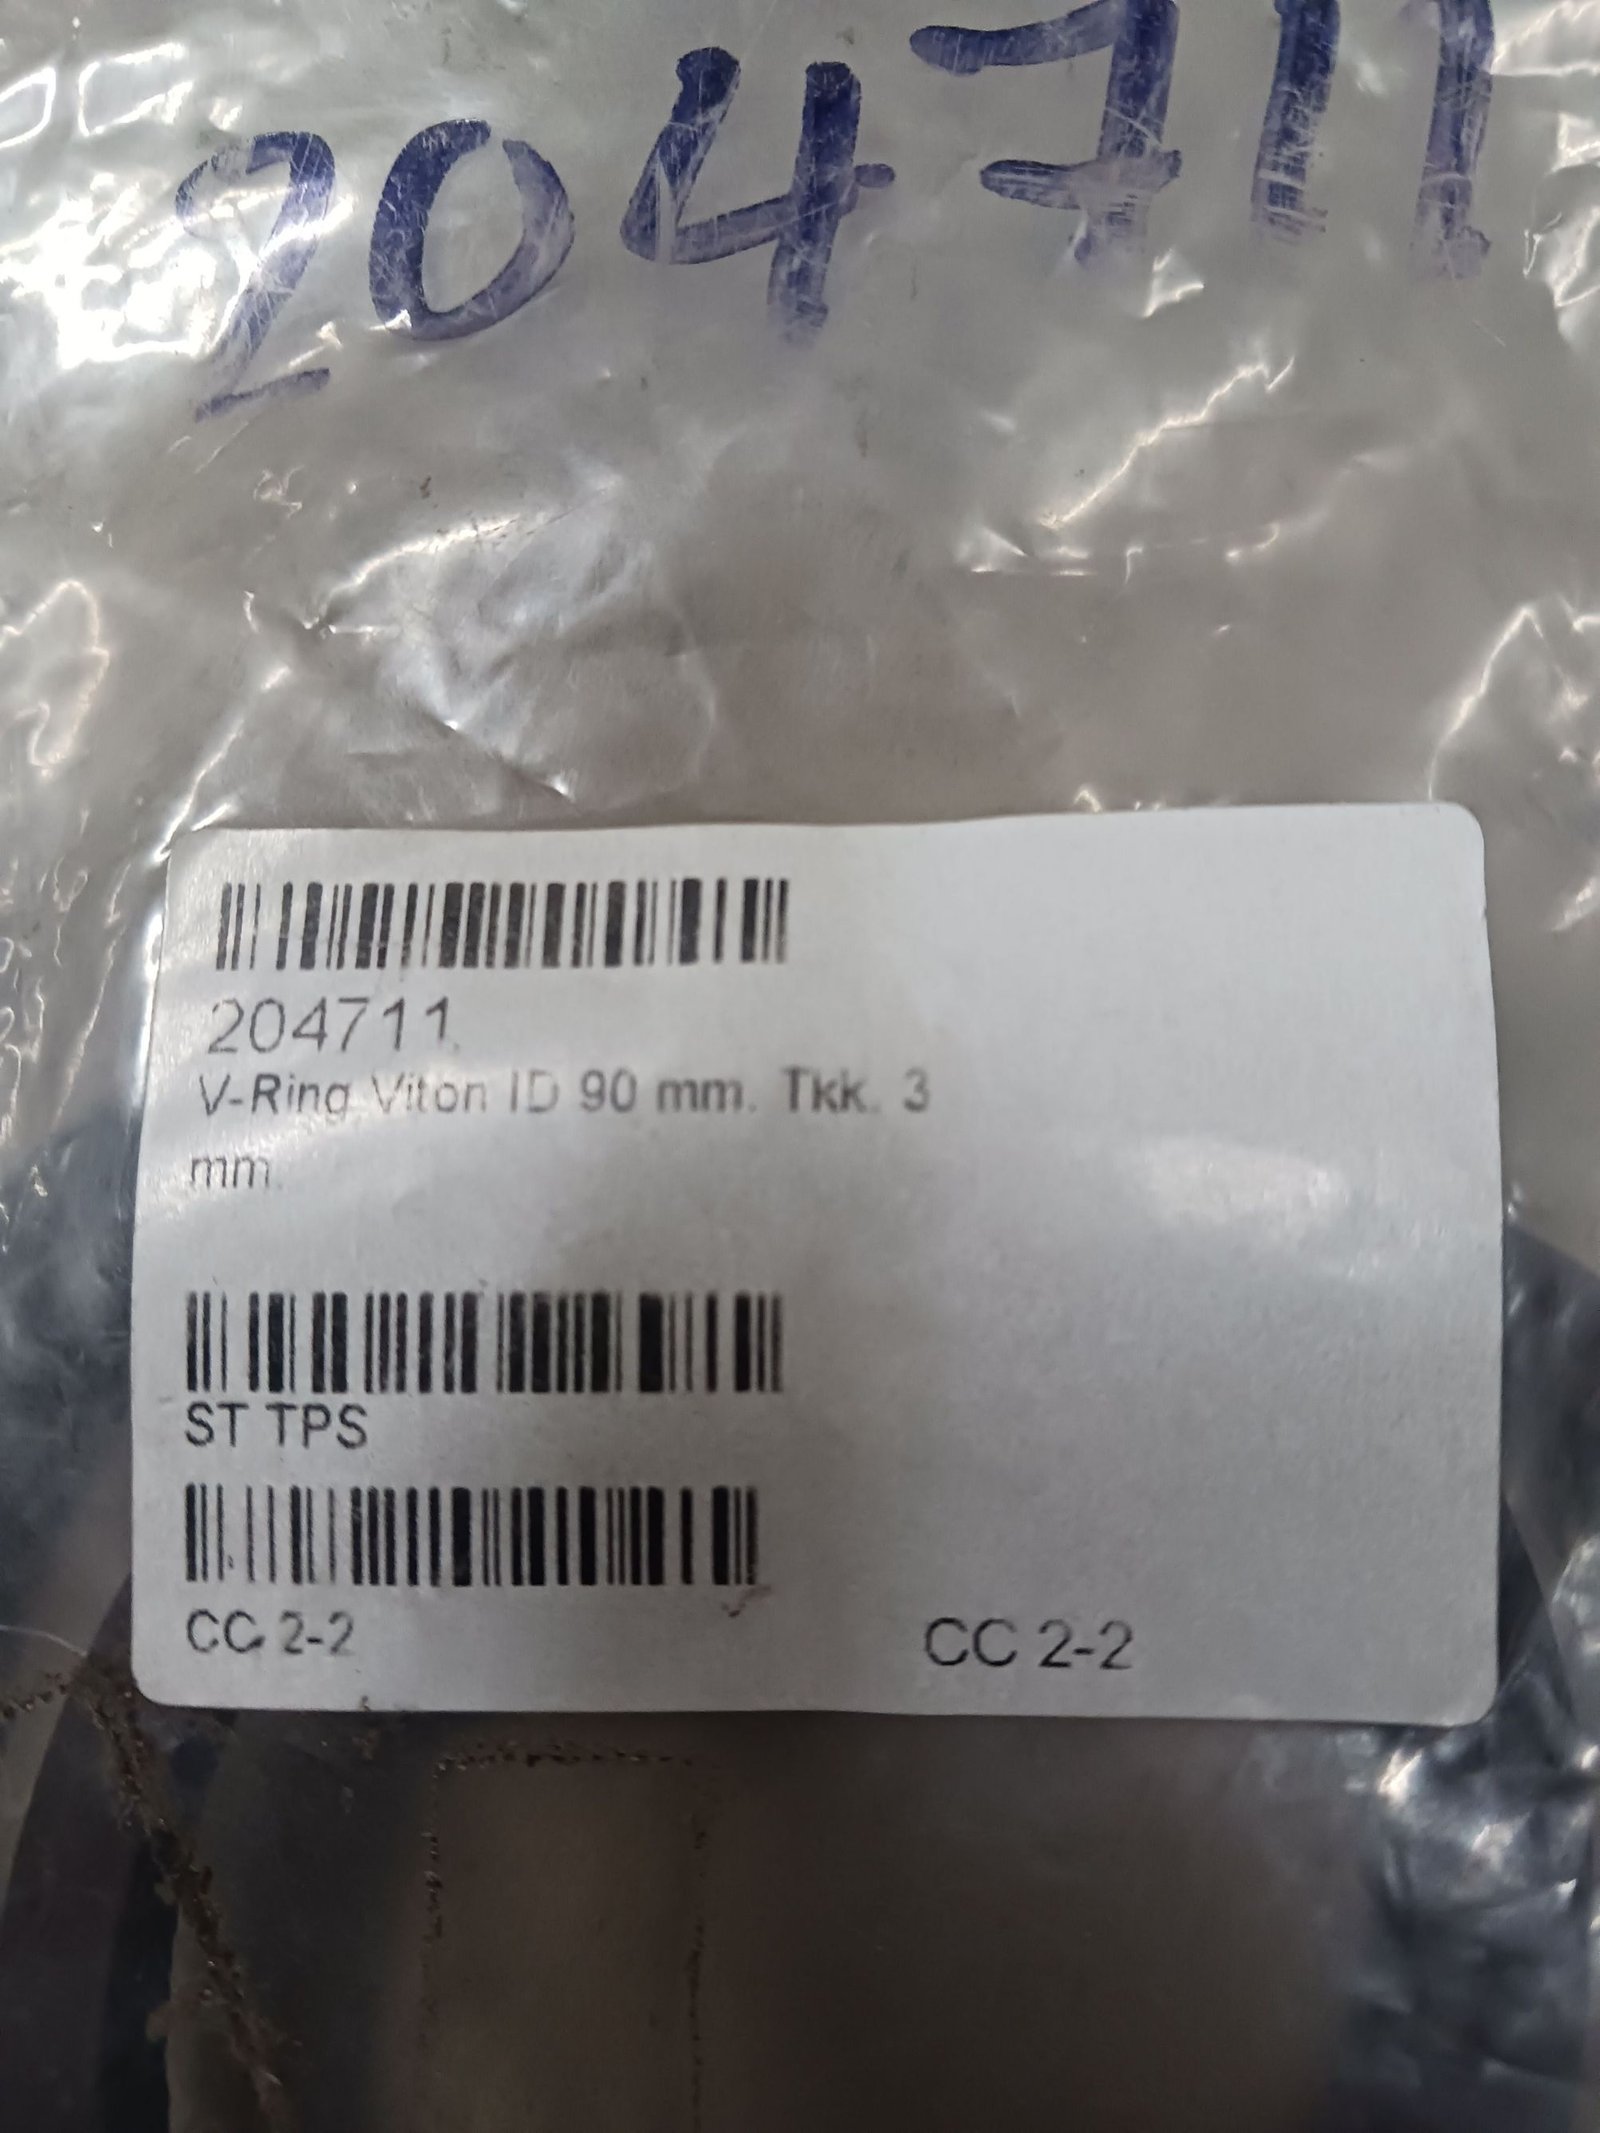 204711
204711
V-Ring Viton ID 90 mm. Tkk. 3
mm.
ST TPS
CC 2-2
CC 2-2